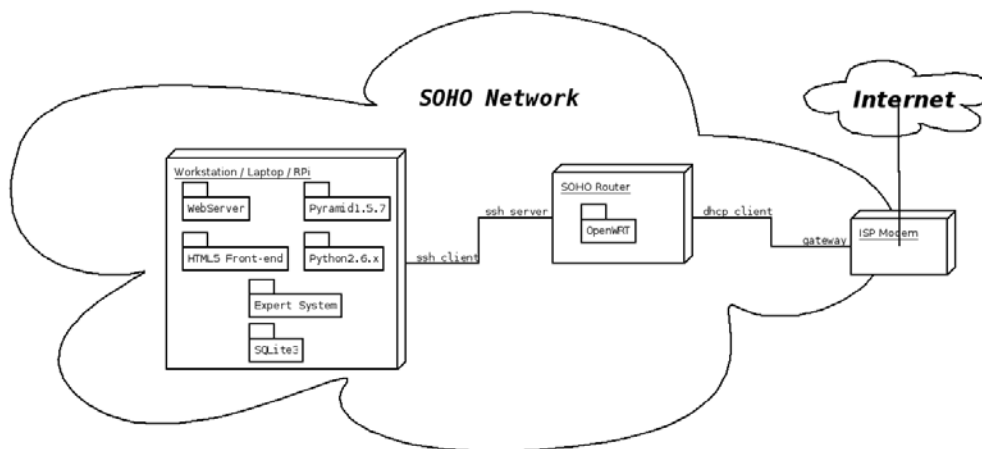 SOHO Network
Internet
Workstation / Laptop / RPi
WebServer
Pyramid1.5.7
HTML5 Front-end
Python2.6.x
Expert System
SQLite3
ssh client
ssh server
SOHO Router
OpenWRT
dhcp client
gateway
ISP Modem